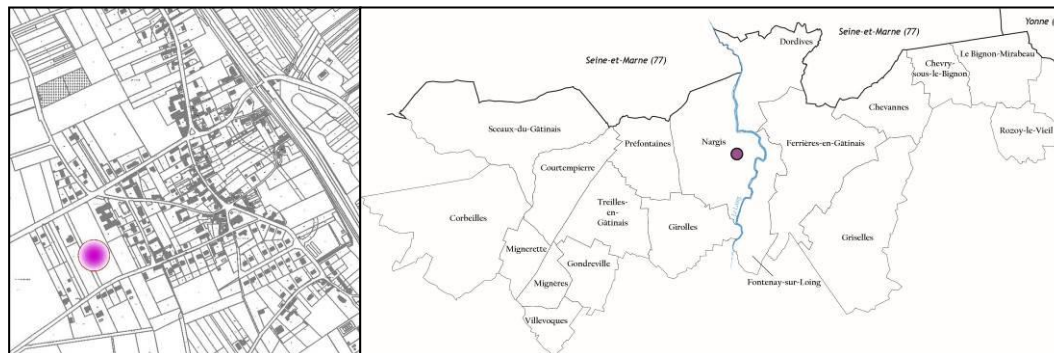 Yonne (
Dordives
Seine-et-Marne (77)
Seine-et-Marne (77)
Le Bignon-Mirabeau
Chevry-
sous-le-Bignon
Chevannes
Sceaux-du-Gâtinais
Préfontaines
Nargis
Ferrières-en-Gâtinais
Rozoy-le-Vieil
Courtempierre
Treilles-
en-
Gâtinais
Corbeilles
Girolles
Griselles
Mignerette
Gondreville
Mignères
Fontenay-sur-Loing
Villevoques